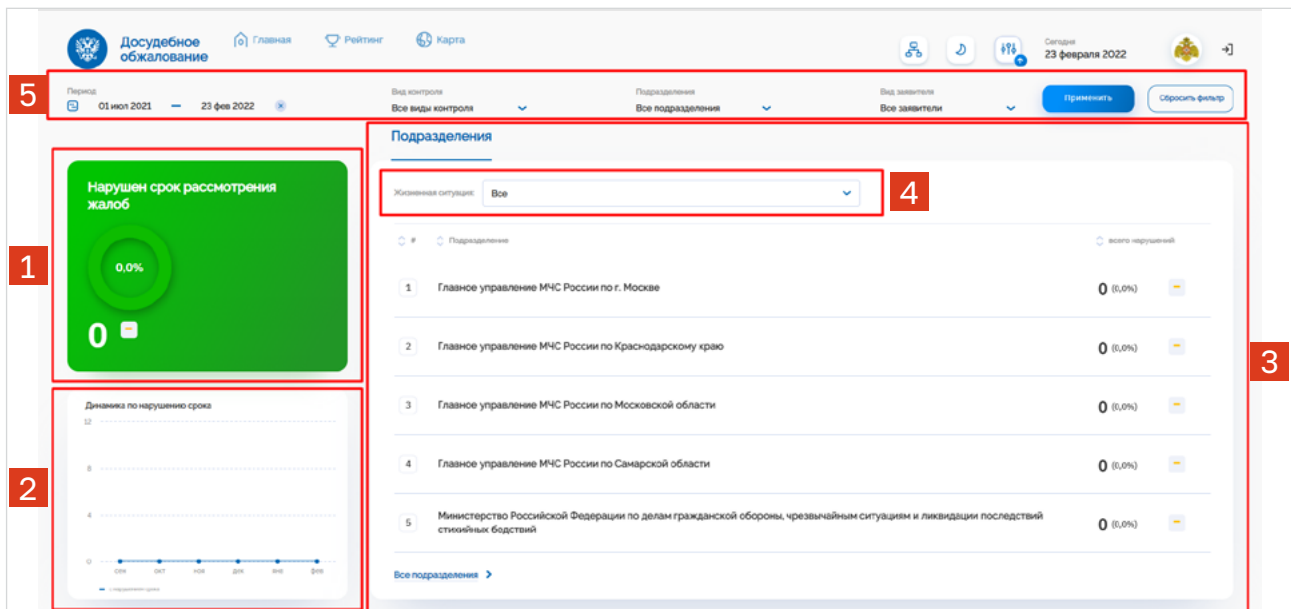 Досудебное
обжалование
Главная
Рейтинг
Карта
Сегодня
23 февраля 2022
5
Период
01 июл 2021 — 23 фев 2022
Вид контроля
Все виды контроля
Подразделения
Все подразделения
Вид заявителя
Все заявители
Применить
Сбросить фильтр
1
Нарушен срок рассмотрения
жалоб
0,0%
0
2
Динамика по нарушению срока
12
8
4
0
сен окт ноя дек янв фев
с нарушением срока
3
Подразделения
4
Жизненная ситуация: Все
# Подразделение всего нарушений
1 Главное управление МЧС России по г. Москве 0 (0,0%)
2 Главное управление МЧС России по Краснодарскому краю 0 (0,0%)
3 Главное управление МЧС России по Московской области 0 (0,0%)
4 Главное управление МЧС России по Самарской области 0 (0,0%)
5 Министерство Российской Федерации по делам гражданской обороны, чрезвычайным ситуациям и ликвидации последствий
стихийных бедствий 0 (0,0%)
Все подразделения